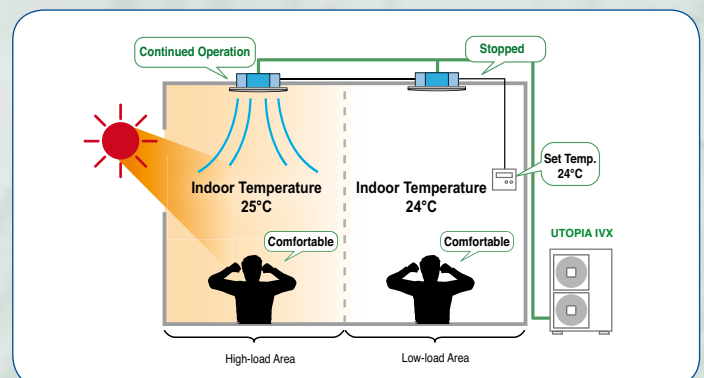 Continued Operation
Stopped
Set Temp.
24°C
Indoor Temperature
25°C
Indoor Temperature
24°C
Comfortable
Comfortable
UTOPIA IVX
High-load Area
Low-load Area